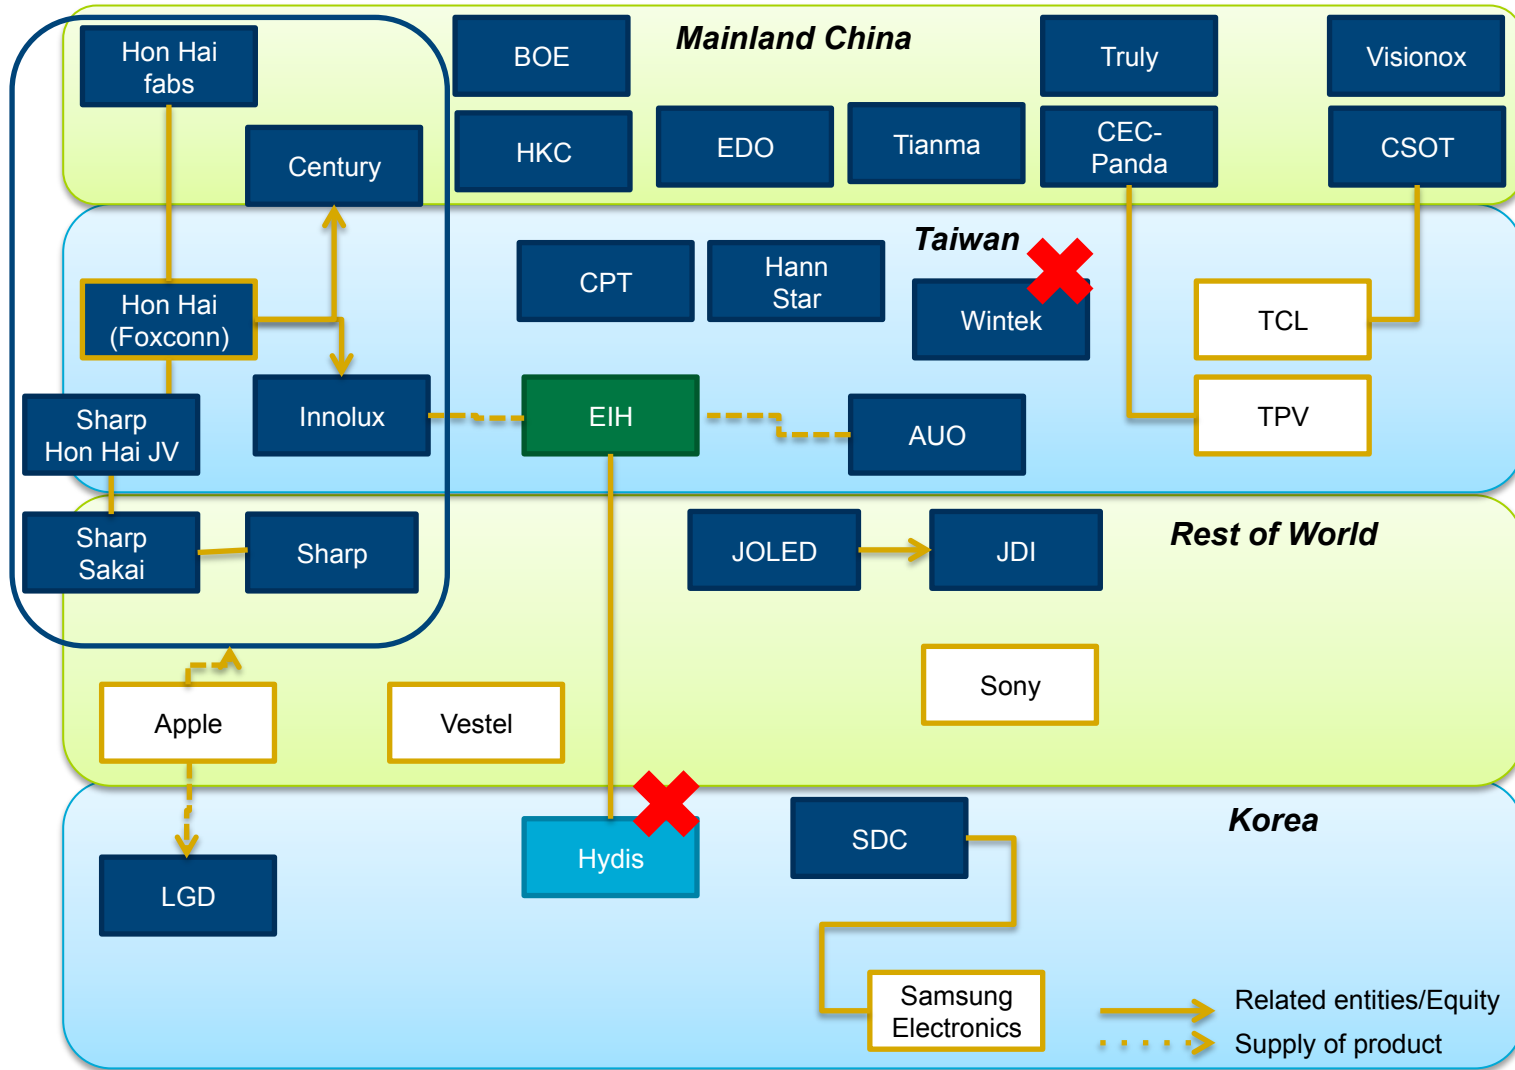 Mainland China
Hon Hai
fabs
BOE
Truly
Visionox
Century
HKC
EDO
Tianma
CEC-
Panda
CSOT
Taiwan
CPT
Hann
Star
Wintek
TCL
Hon Hai
(Foxconn)
Sharp
Hon Hai JV
Innolux
EIH
AUO
TPV
Rest of World
Sharp
Sakai
Sharp
JOLED
JDI
Apple
Vestel
Sony
Korea
LGD
Hydis
SDC
Samsung
Electronics
Related entities/Equity
Supply of product